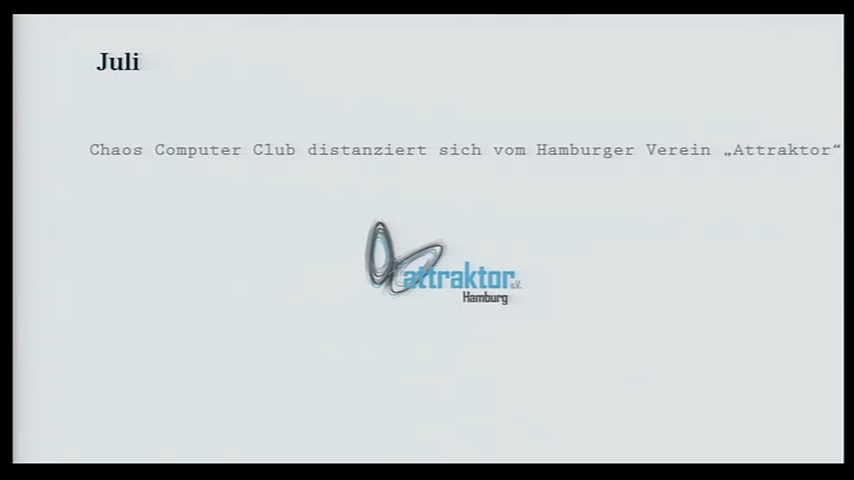 Juli
Chaos Computer Club distanziert sich vom Hamburger Verein „Attraktor“
attraktor e.V.
Hamburg